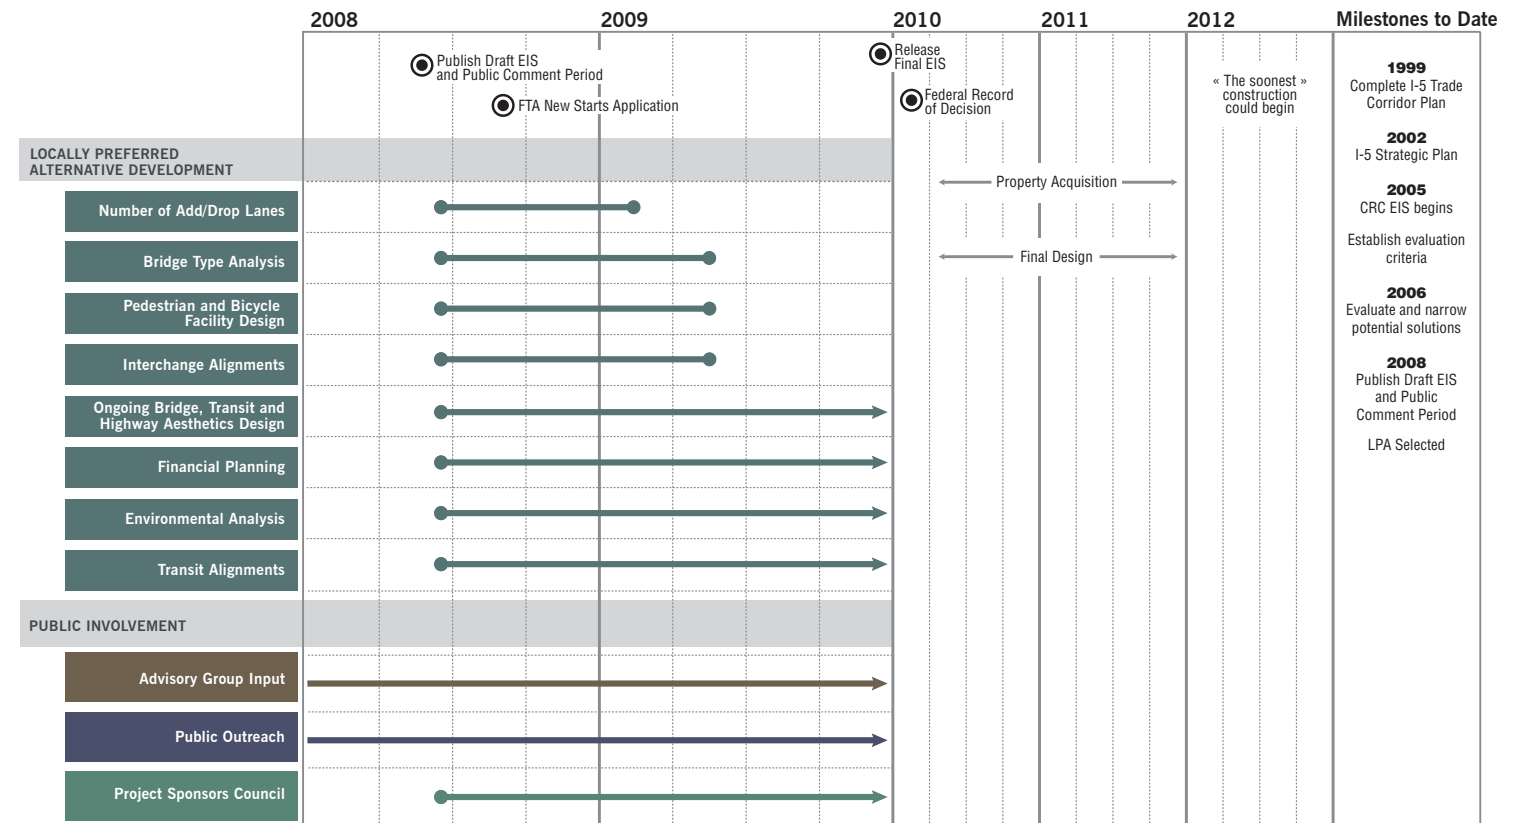 2008
2009
2010
2011
2012
Milestones to Date
Publish Draft EIS
and Public Comment Period
FTA New Starts Application
Release
Final EIS
Federal Record
of Decision
« The soonest »
construction
could begin
LOCALLY PREFERRED
ALTERNATIVE DEVELOPMENT
Number of Add/Drop Lanes
Bridge Type Analysis
Pedestrian and Bicycle
Facility Design
Interchange Alignments
Ongoing Bridge, Transit and
Highway Aesthetics Design
Financial Planning
Environmental Analysis
Transit Alignments
Property Acquisition
Final Design
PUBLIC INVOLVEMENT
Advisory Group Input
Public Outreach
Project Sponsors Council
1999
Complete I-5 Trade
Corridor Plan
2002
I-5 Strategic Plan
2005
CRC EIS begins
Establish evaluation
criteria
2006
Evaluate and narrow
potential solutions
2008
Publish Draft EIS
and Public
Comment Period
LPA Selected